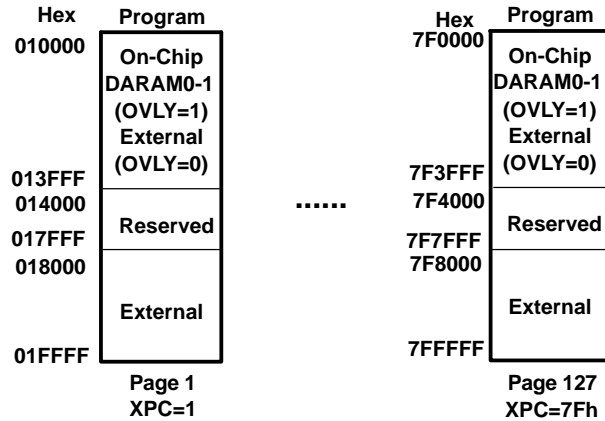 Hex Program
010000
On-Chip
DARAM0-1
(OVLY=1)
External
(OVLY=0)
013FFF
014000
Reserved
017FFF
018000
External
01FFFF
Page 1
XPC=1
......
Hex Program
7F0000
On-Chip
DARAM0-1
(OVLY=1)
External
(OVLY=0)
7F3FFF
7F4000
Reserved
7F7FFF
7F8000
External
7FFFFF
Page 127
XPC=7Fh